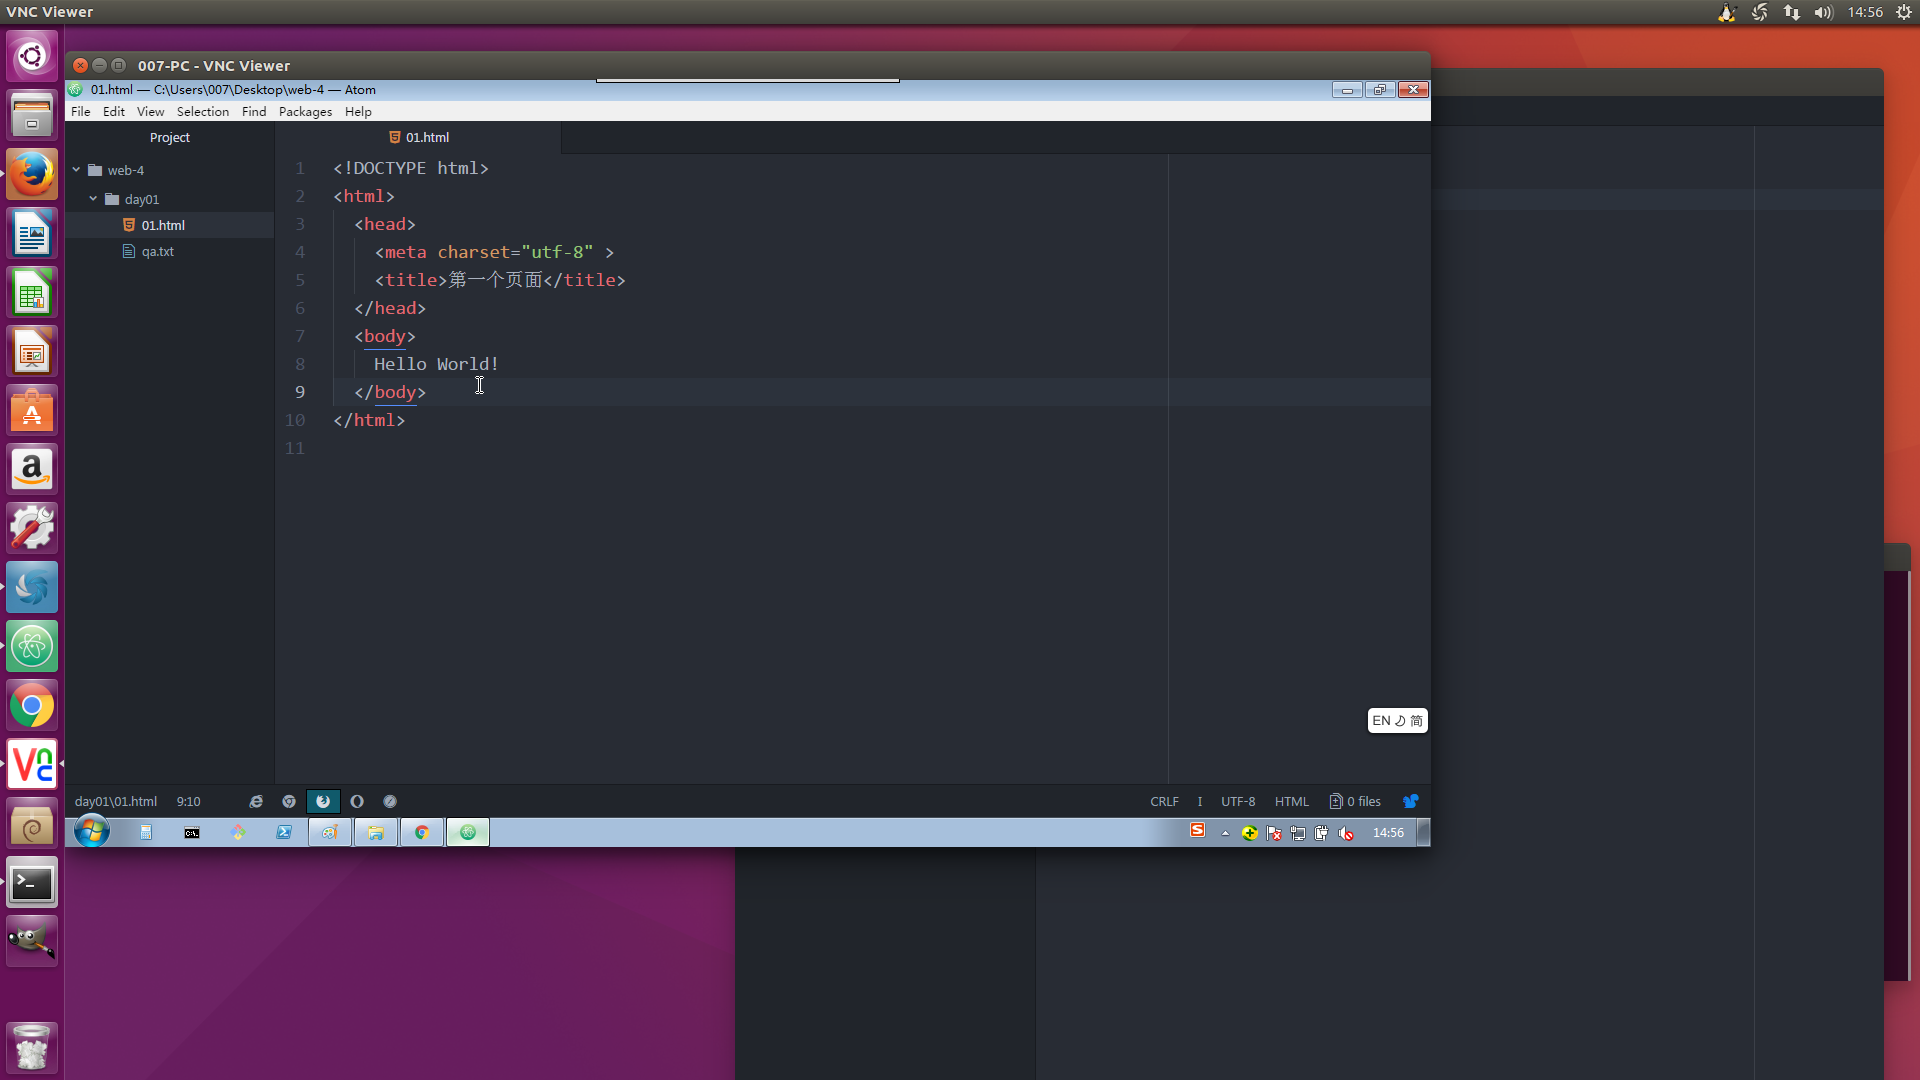 VNC Viewer
14:56
007-PC - VNC Viewer
01.html — C:\Users\007\Desktop\web-4 — Atom
File Edit View Selection Find Packages Help
Project
01.html
web-4
day01
01.html
qa.txt
1 <!DOCTYPE html>
2 <html>
3 <head>
4 <meta charset="utf-8" >
5 <title>第一个页面</title>
6 </head>
7 <body>
8 Hello World!
9 </body>
10 </html>
11
EN 简
day01\01.html 9:10
CRLF I UTF-8 HTML 0 files
14:56